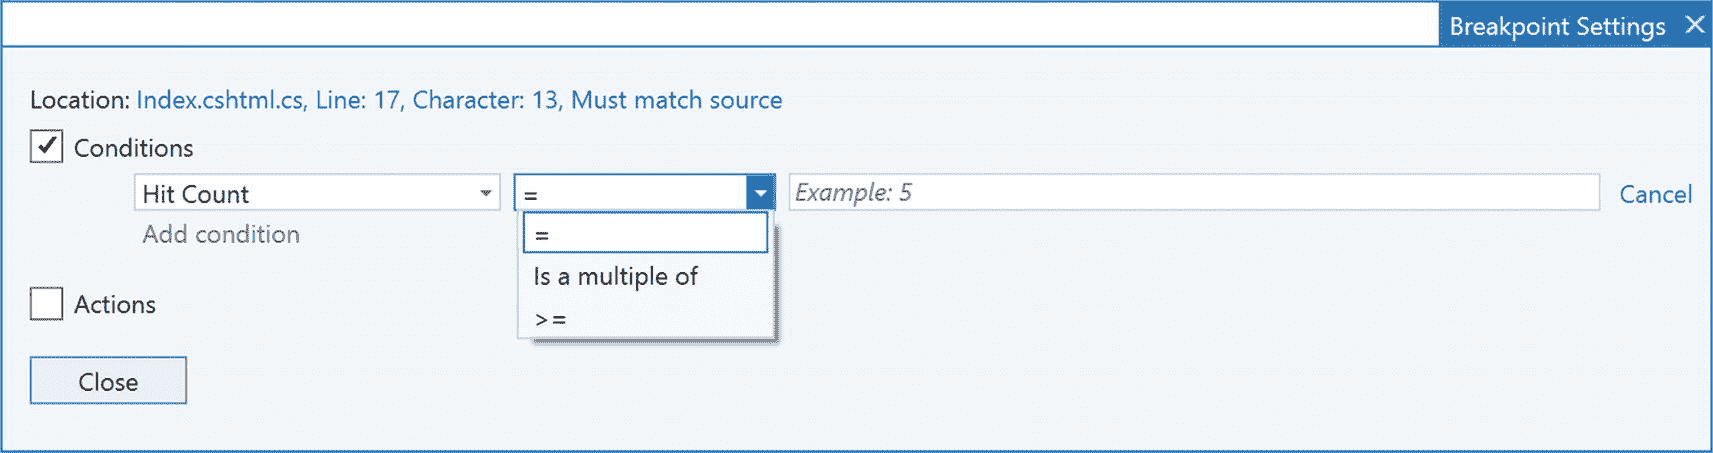 Breakpoint Settings
Location: Index.cshtml.cs, Line: 17, Character: 13, Must match source
Conditions
Hit Count = Example: 5 Cancel
Add condition =
Is a multiple of
Actions >=
Close